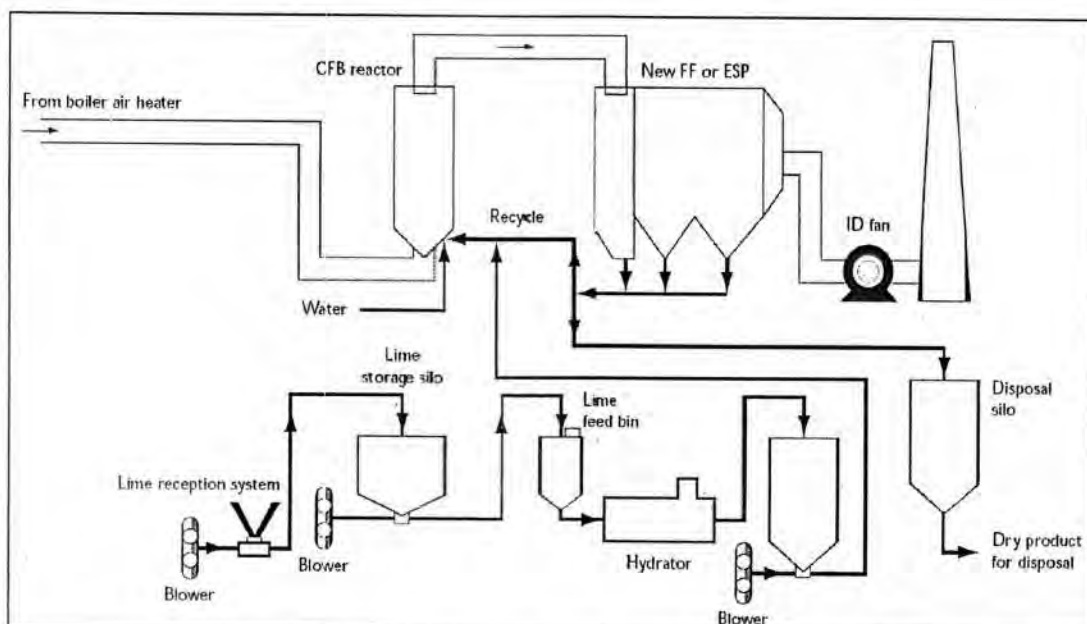 CFB reactor
New FF or ESP
From boiler air heater
Recycle
ID fan
Water
Lime
storage silo
Lime
feed bin
Disposal
silo
Lime reception system
Blower
Blower
Hydrator
Blower
Dry product
for disposal